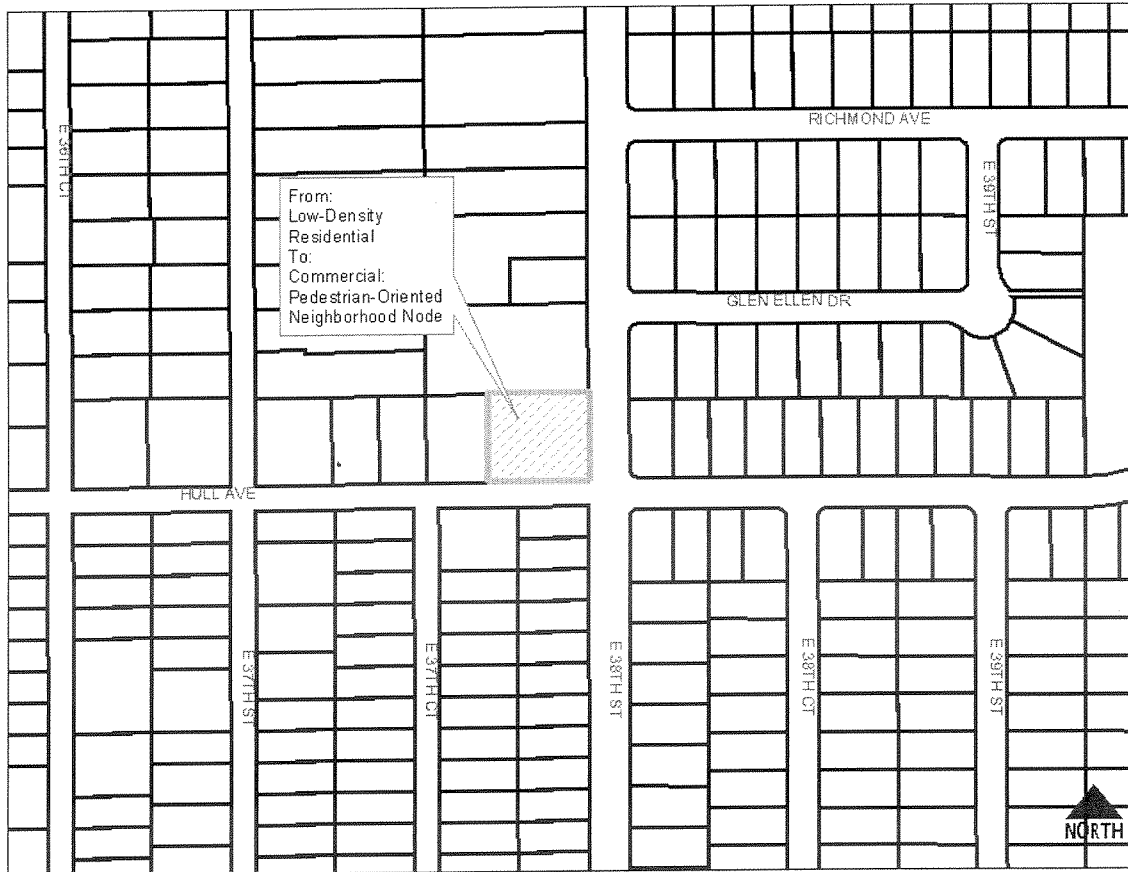 RICHMOND AVE
E 36TH CT
E 39TH ST
From:
Low-Density
Residential
To:
Commercial:
Pedestrian-Oriented
Neighborhood Node
GLEN ELLEN DR
HULL AVE
E 37TH ST
E 37TH CT
E 38TH ST
E 38TH CT
E 39TH ST
NORTH